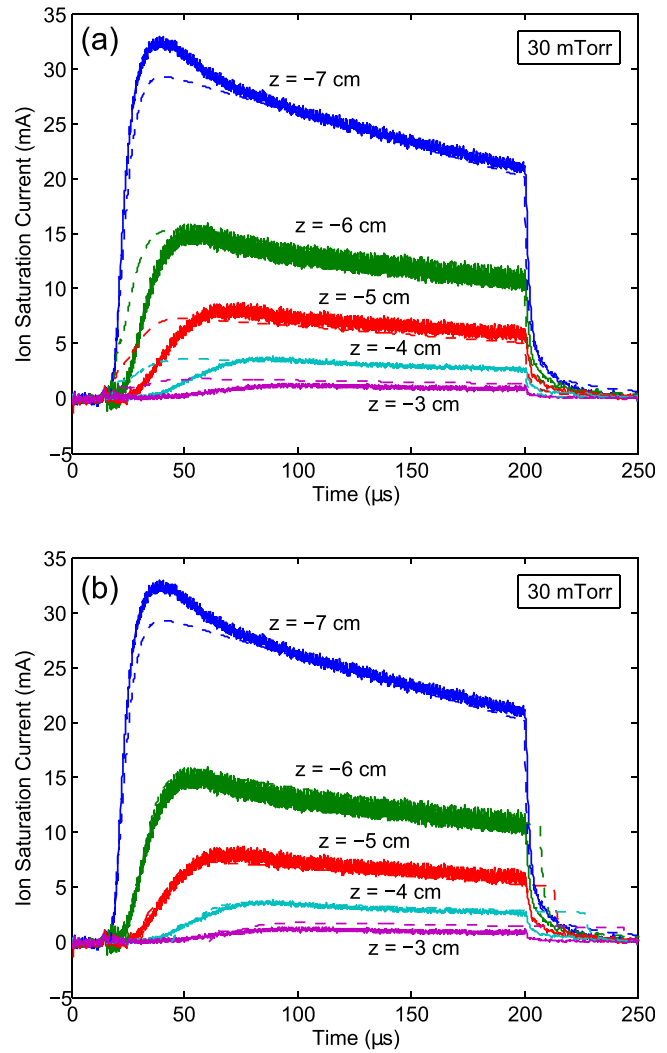 (a)
30 mTorr
35
30
25
20
15
10
5
0
−5
Ion Saturation Current (mA)
z = −7 cm
z = −6 cm
z = −5 cm
z = −4 cm
z = −3 cm
0 50 100 150 200 250
Time (µs)
(b)
30 mTorr
35
30
25
20
15
10
5
0
−5
Ion Saturation Current (mA)
z = −7 cm
z = −6 cm
z = −5 cm
z = −4 cm
z = −3 cm
0 50 100 150 200 250
Time (µs)